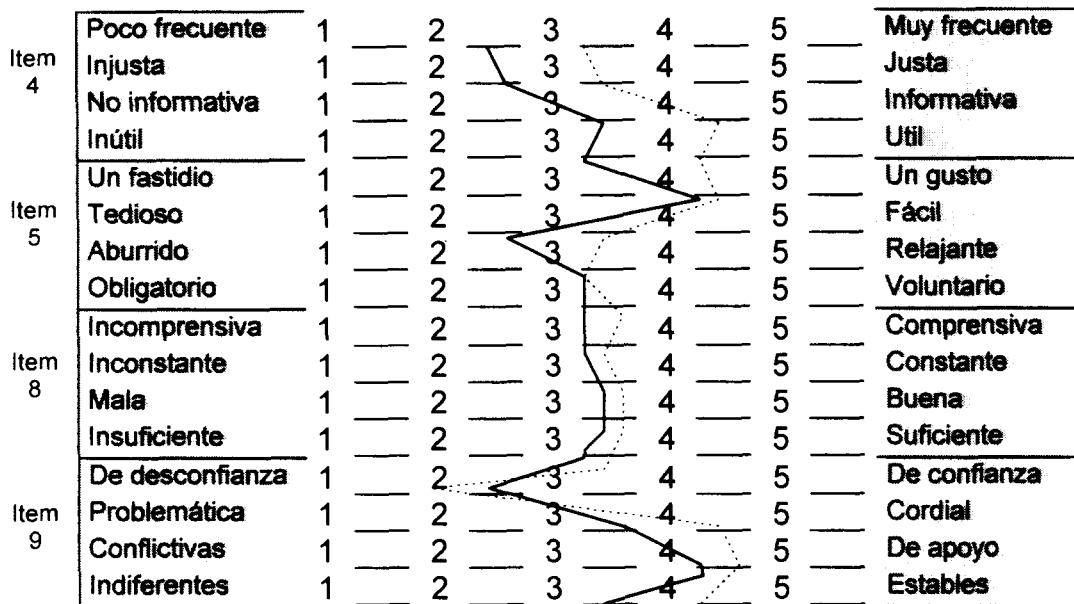 Poco frecuente 1 2 3 4 5 Muy frecuente
Item 4
Injusta 1 2 3 4 5 Justa
No informativa 1 2 3 4 5 Informativa
Inútil 1 2 3 4 5 Util
Un fastidio 1 2 3 4 5 Un gusto
Item 5
Tedioso 1 2 3 4 5 Fácil
Aburrido 1 2 3 4 5 Relajante
Obligatorio 1 2 3 4 5 Voluntario
Incomprensiva 1 2 3 4 5 Comprensiva
Item 8
Inconstante 1 2 3 4 5 Constante
Mala 1 2 3 4 5 Buena
Insuficiente 1 2 3 4 5 Suficiente
De desconfianza 1 2 3 4 5 De confianza
Item 9
Problemática 1 2 3 4 5 Cordial
Conflictivas 1 2 3 4 5 De apoyo
Indiferentes 1 2 3 4 5 Estables